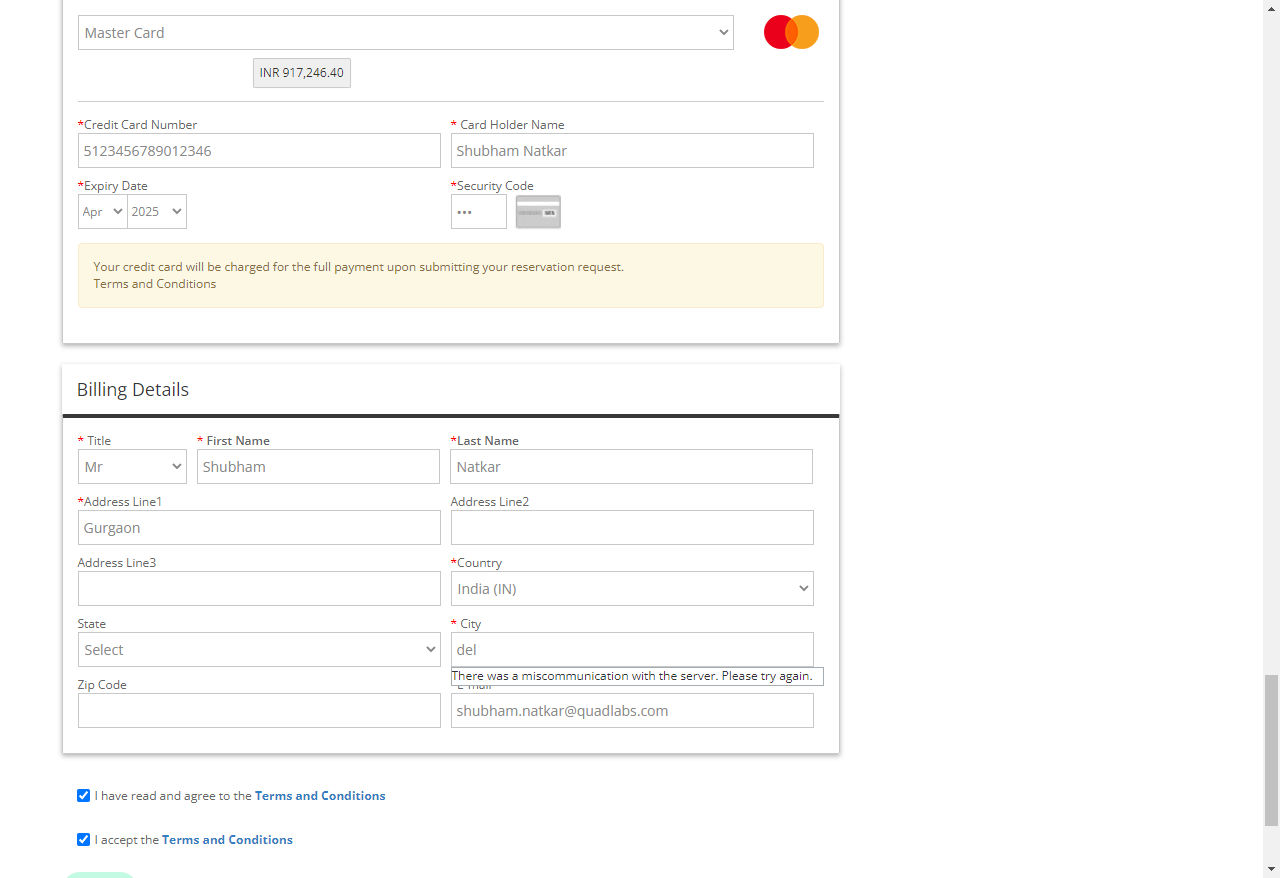 Master Card
INR 917,246.40
*Credit Card Number
* Card Holder Name
5123456789012346
Shubham Natkar
*Expiry Date
*Security Code
Apr
2025
•••
Your credit card will be charged for the full payment upon submitting your reservation request.
Terms and Conditions
Billing Details
* Title
* First Name
*Last Name
Mr
Shubham
Natkar
*Address Line1
Address Line2
Gurgaon
Address Line3
*Country
India (IN)
State
* City
Select
del
There was a miscommunication with the server. Please try again.
Zip Code
shubham.natkar@quadlabs.com
I have read and agree to the Terms and Conditions
I accept the Terms and Conditions